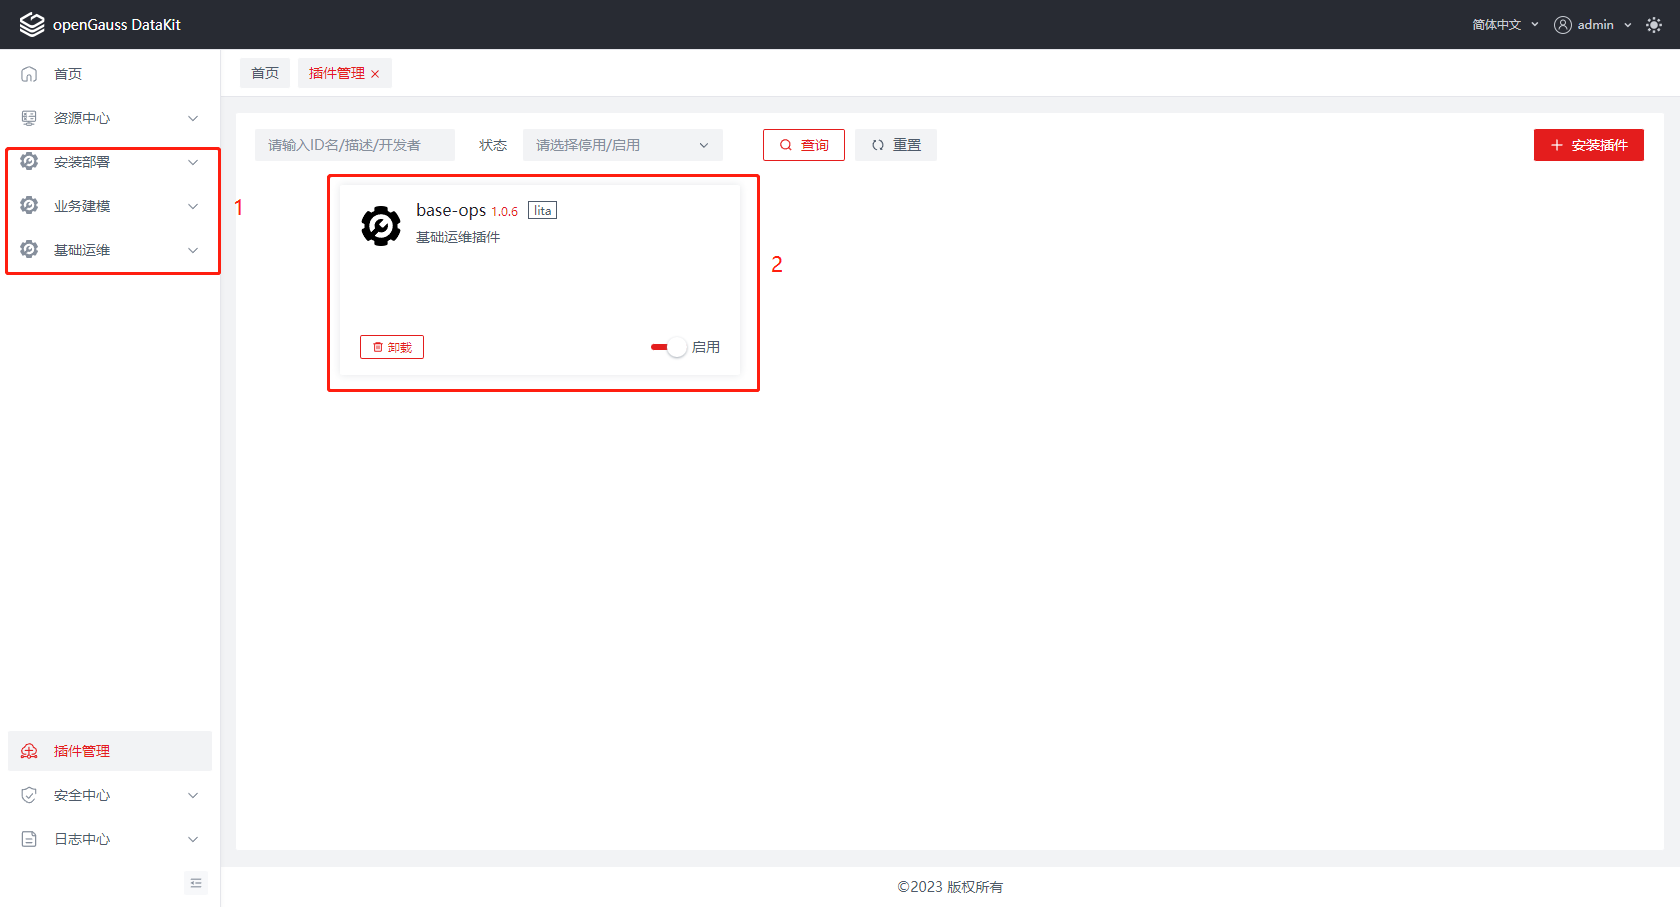 openGauss DataKit
简体中文
admin
首页
资源中心
安装部署
业务建模
基础运维
1
首页
插件管理
请输入ID名/描述/开发者
状态
请选择停用/启用
查询
重置
安装插件
base-ops 1.0.6 lita
基础运维插件
卸载
启用
2
插件管理
安全中心
日志中心
©2023 版权所有